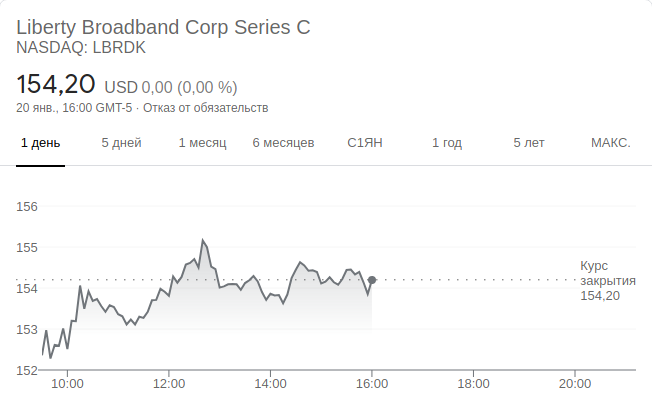 Liberty Broadband Corp Series C
NASDAQ: LBRDK
154,20 USD 0,00 (0,00 %)
20 янв., 16:00 GMT-5 · Отказ от обязательств
1 день 5 дней 1 месяц 6 месяцев С1ЯН 1 год 5 лет МАКС.
156
155
Курс
закрытия
154,20
154
153
152
10:00 12:00 14:00 16:00 18:00 20:00